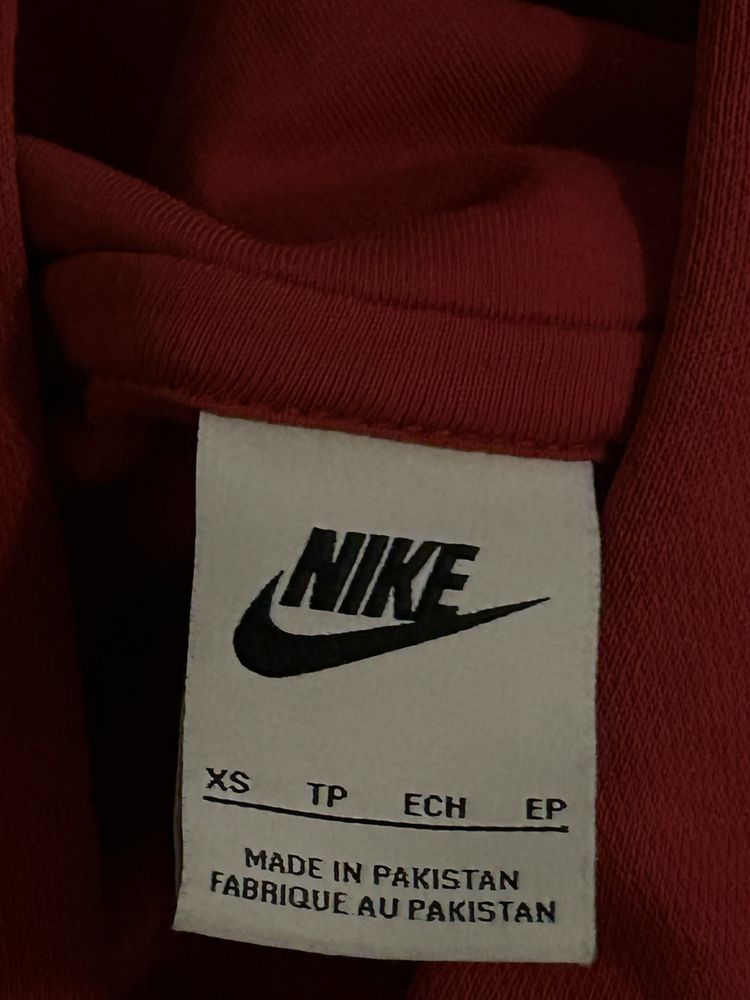 NIKE
XS TP ECH EP
MADE IN PAKISTAN
FABRIQUE AU PAKISTAN